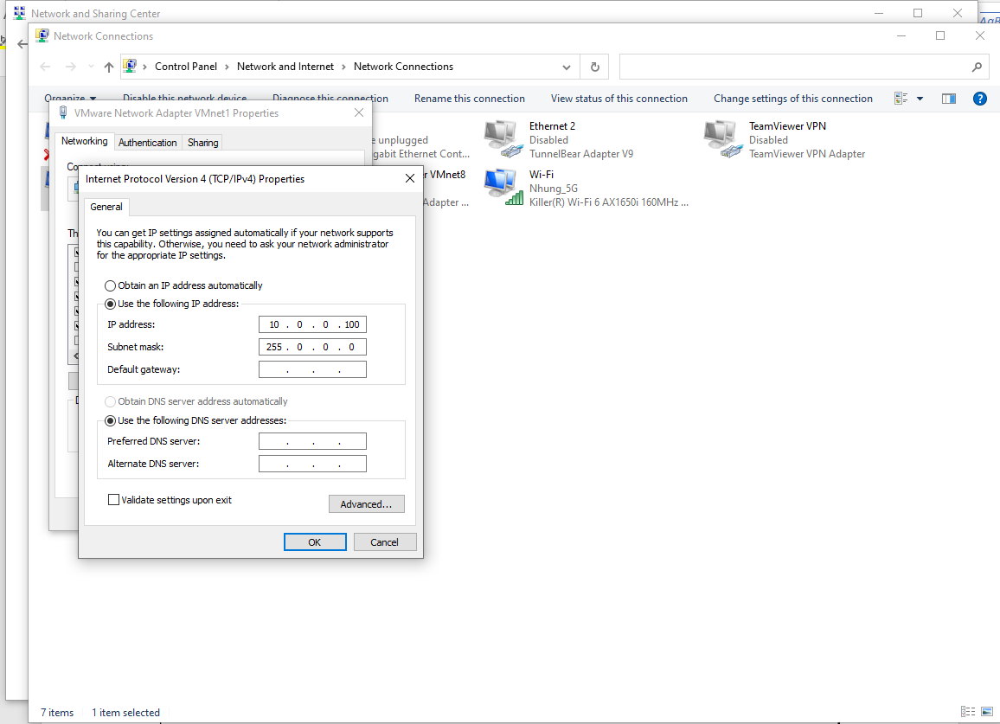 Network and Sharing Center
Network Connections
Control Panel > Network and Internet > Network Connections
Organize Disable this network device Diagnose this connection Rename this connection View status of this connection Change settings of this connection
VMware Network Adapter VMnet1 Properties
Networking Authentication Sharing
Connect using:
e unplugged
gabit Ethernet Cont...
r VMnet8
Adapter ...
Ethernet 2
Disabled
TunnelBear Adapter V9
Wi-Fi
Nhung_5G
Killer(R) Wi-Fi 6 AX1650i 160MHz ...
TeamViewer VPN
Disabled
TeamViewer VPN Adapter
Th
Internet Protocol Version 4 (TCP/IPv4) Properties
General
You can get IP settings assigned automatically if your network supports
this capability. Otherwise, you need to ask your network administrator
for the appropriate IP settings.
Obtain an IP address automatically
Use the following IP address:
IP address: 10 . 0 . 0 . 100
Subnet mask: 255 . 0 . 0 . 0
Default gateway: . . .
Obtain DNS server address automatically
Use the following DNS server addresses:
Preferred DNS server: . . .
Alternate DNS server: . . .
Validate settings upon exit
Advanced...
OK Cancel
7 items 1 item selected